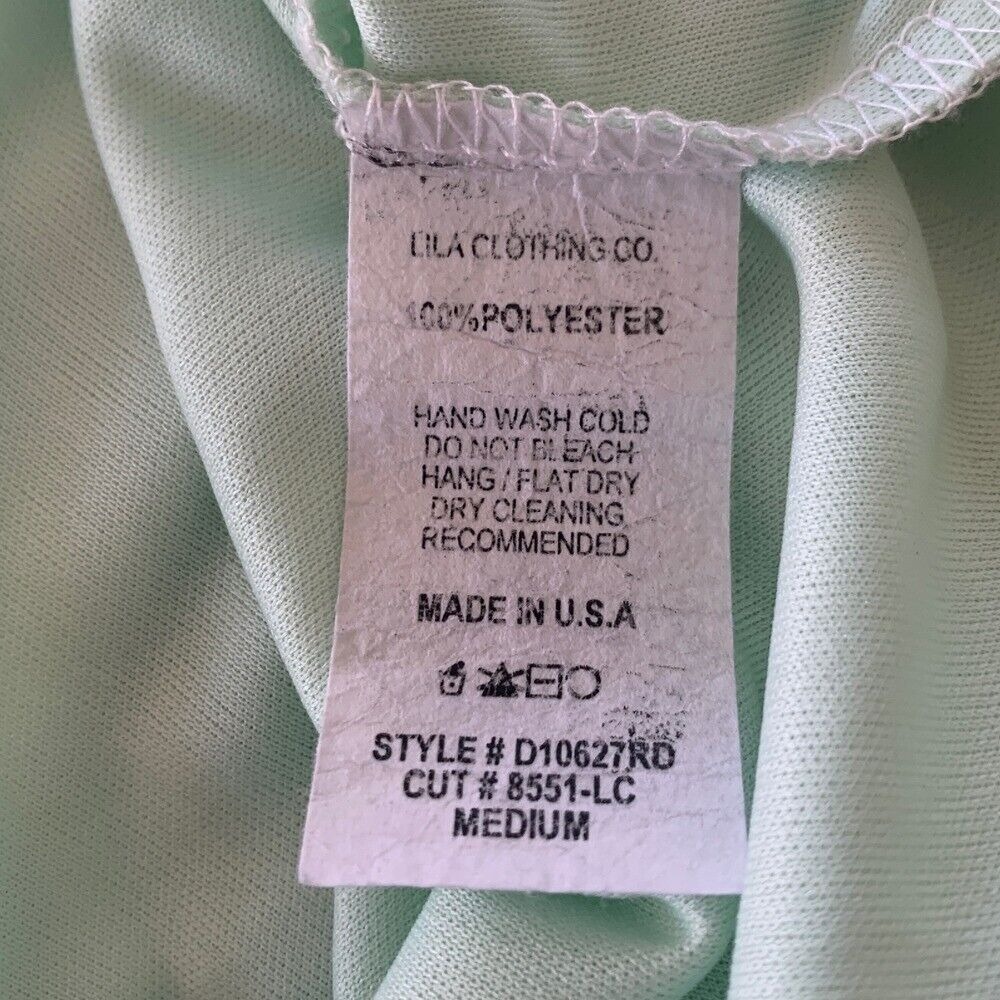 LILA CLOTHING CO.
100% POLYESTER
HAND WASH COLD
DO NOT BLEACH
HANG / FLAT DRY
DRY CLEANING
RECOMMENDED
MADE IN U.S.A
STYLE # D10627RD
CUT # 8551-LC
MEDIUM